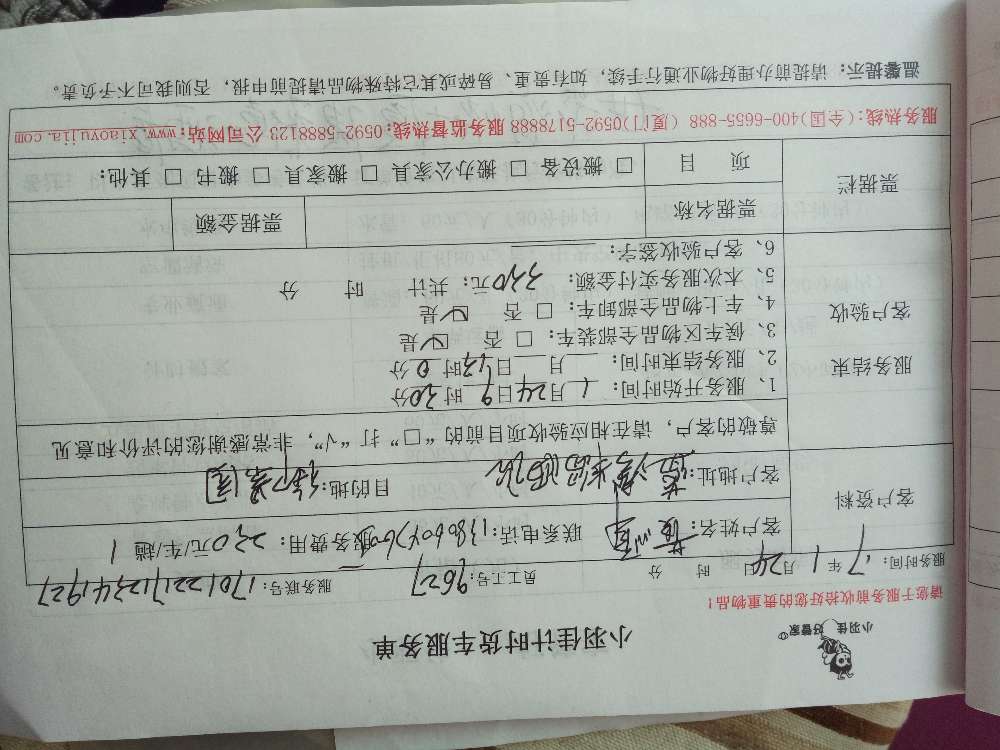 小羽佳 好管家
小羽佳计时货车服务单
请您于服务前收拾好您的贵重物品!
服务时间: 17年1月24日 时 分 员工工号: 9627 服务联号: 1701221712344927
客户资料
客户姓名: 黄 联系电话: 服务费用: 220元/车/趟 1
客户地址: 目的地:
尊敬的客户,请在相应验收项目前的“□”打“√”,非常感谢您的评价和意见
服务结束
客户验收
1、服务开始时间: 1月24日9时20分
2、服务结束时间: 月 日 时0分
3、候车区物品全部装车: □ 否 ☑ 是
4、车上物品全部卸车: □ 否 ☑ 是
5、本次服务实付金额: 220元; 共计 时 分
6、客户验收签字:
票据栏
票据名称 票据金额
项 目 □ 搬设备 □ 搬办公家具 □ 搬家具 □ 搬书 □ 其他:
服务热线:(全国)400-6655-888 (厦门)0592-5178888 服务监督热线:0592-5888123 公司网站:www.xiaoyujia.com
温馨提示: 请提前办理好物业通行手续,如有贵重、易碎或其它特殊物品请提前申报,否则我司不予负责。